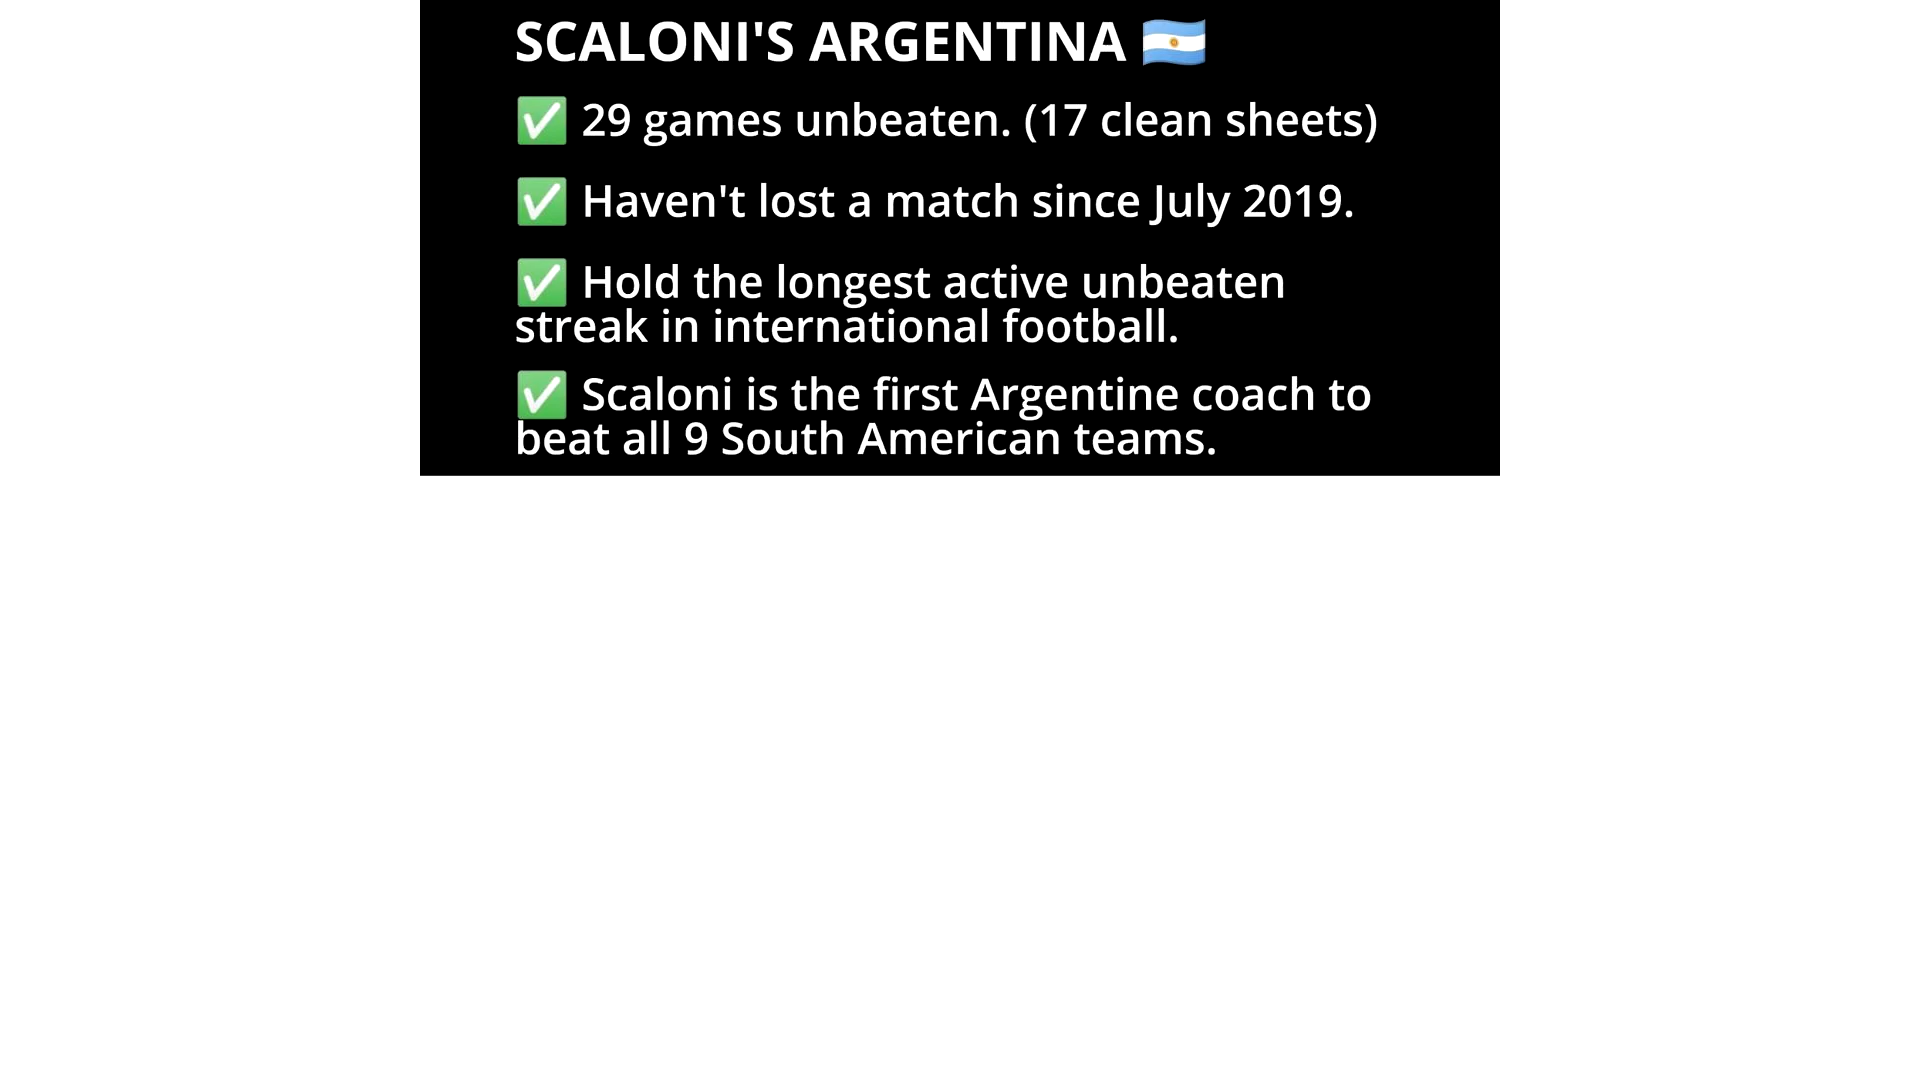 SCALONI'S ARGENTINA 🇦🇷
✅ 29 games unbeaten. (17 clean sheets)
✅ Haven't lost a match since July 2019.
✅ Hold the longest active unbeaten
streak in international football.
✅ Scaloni is the first Argentine coach to
beat all 9 South American teams.